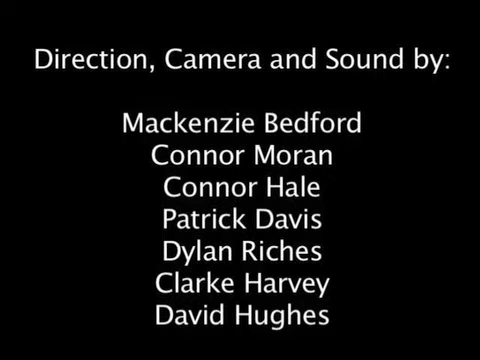 Direction, Camera and Sound by:
Mackenzie Bedford
Connor Moran
Connor Hale
Patrick Davis
Dylan Riches
Clarke Harvey
David Hughes